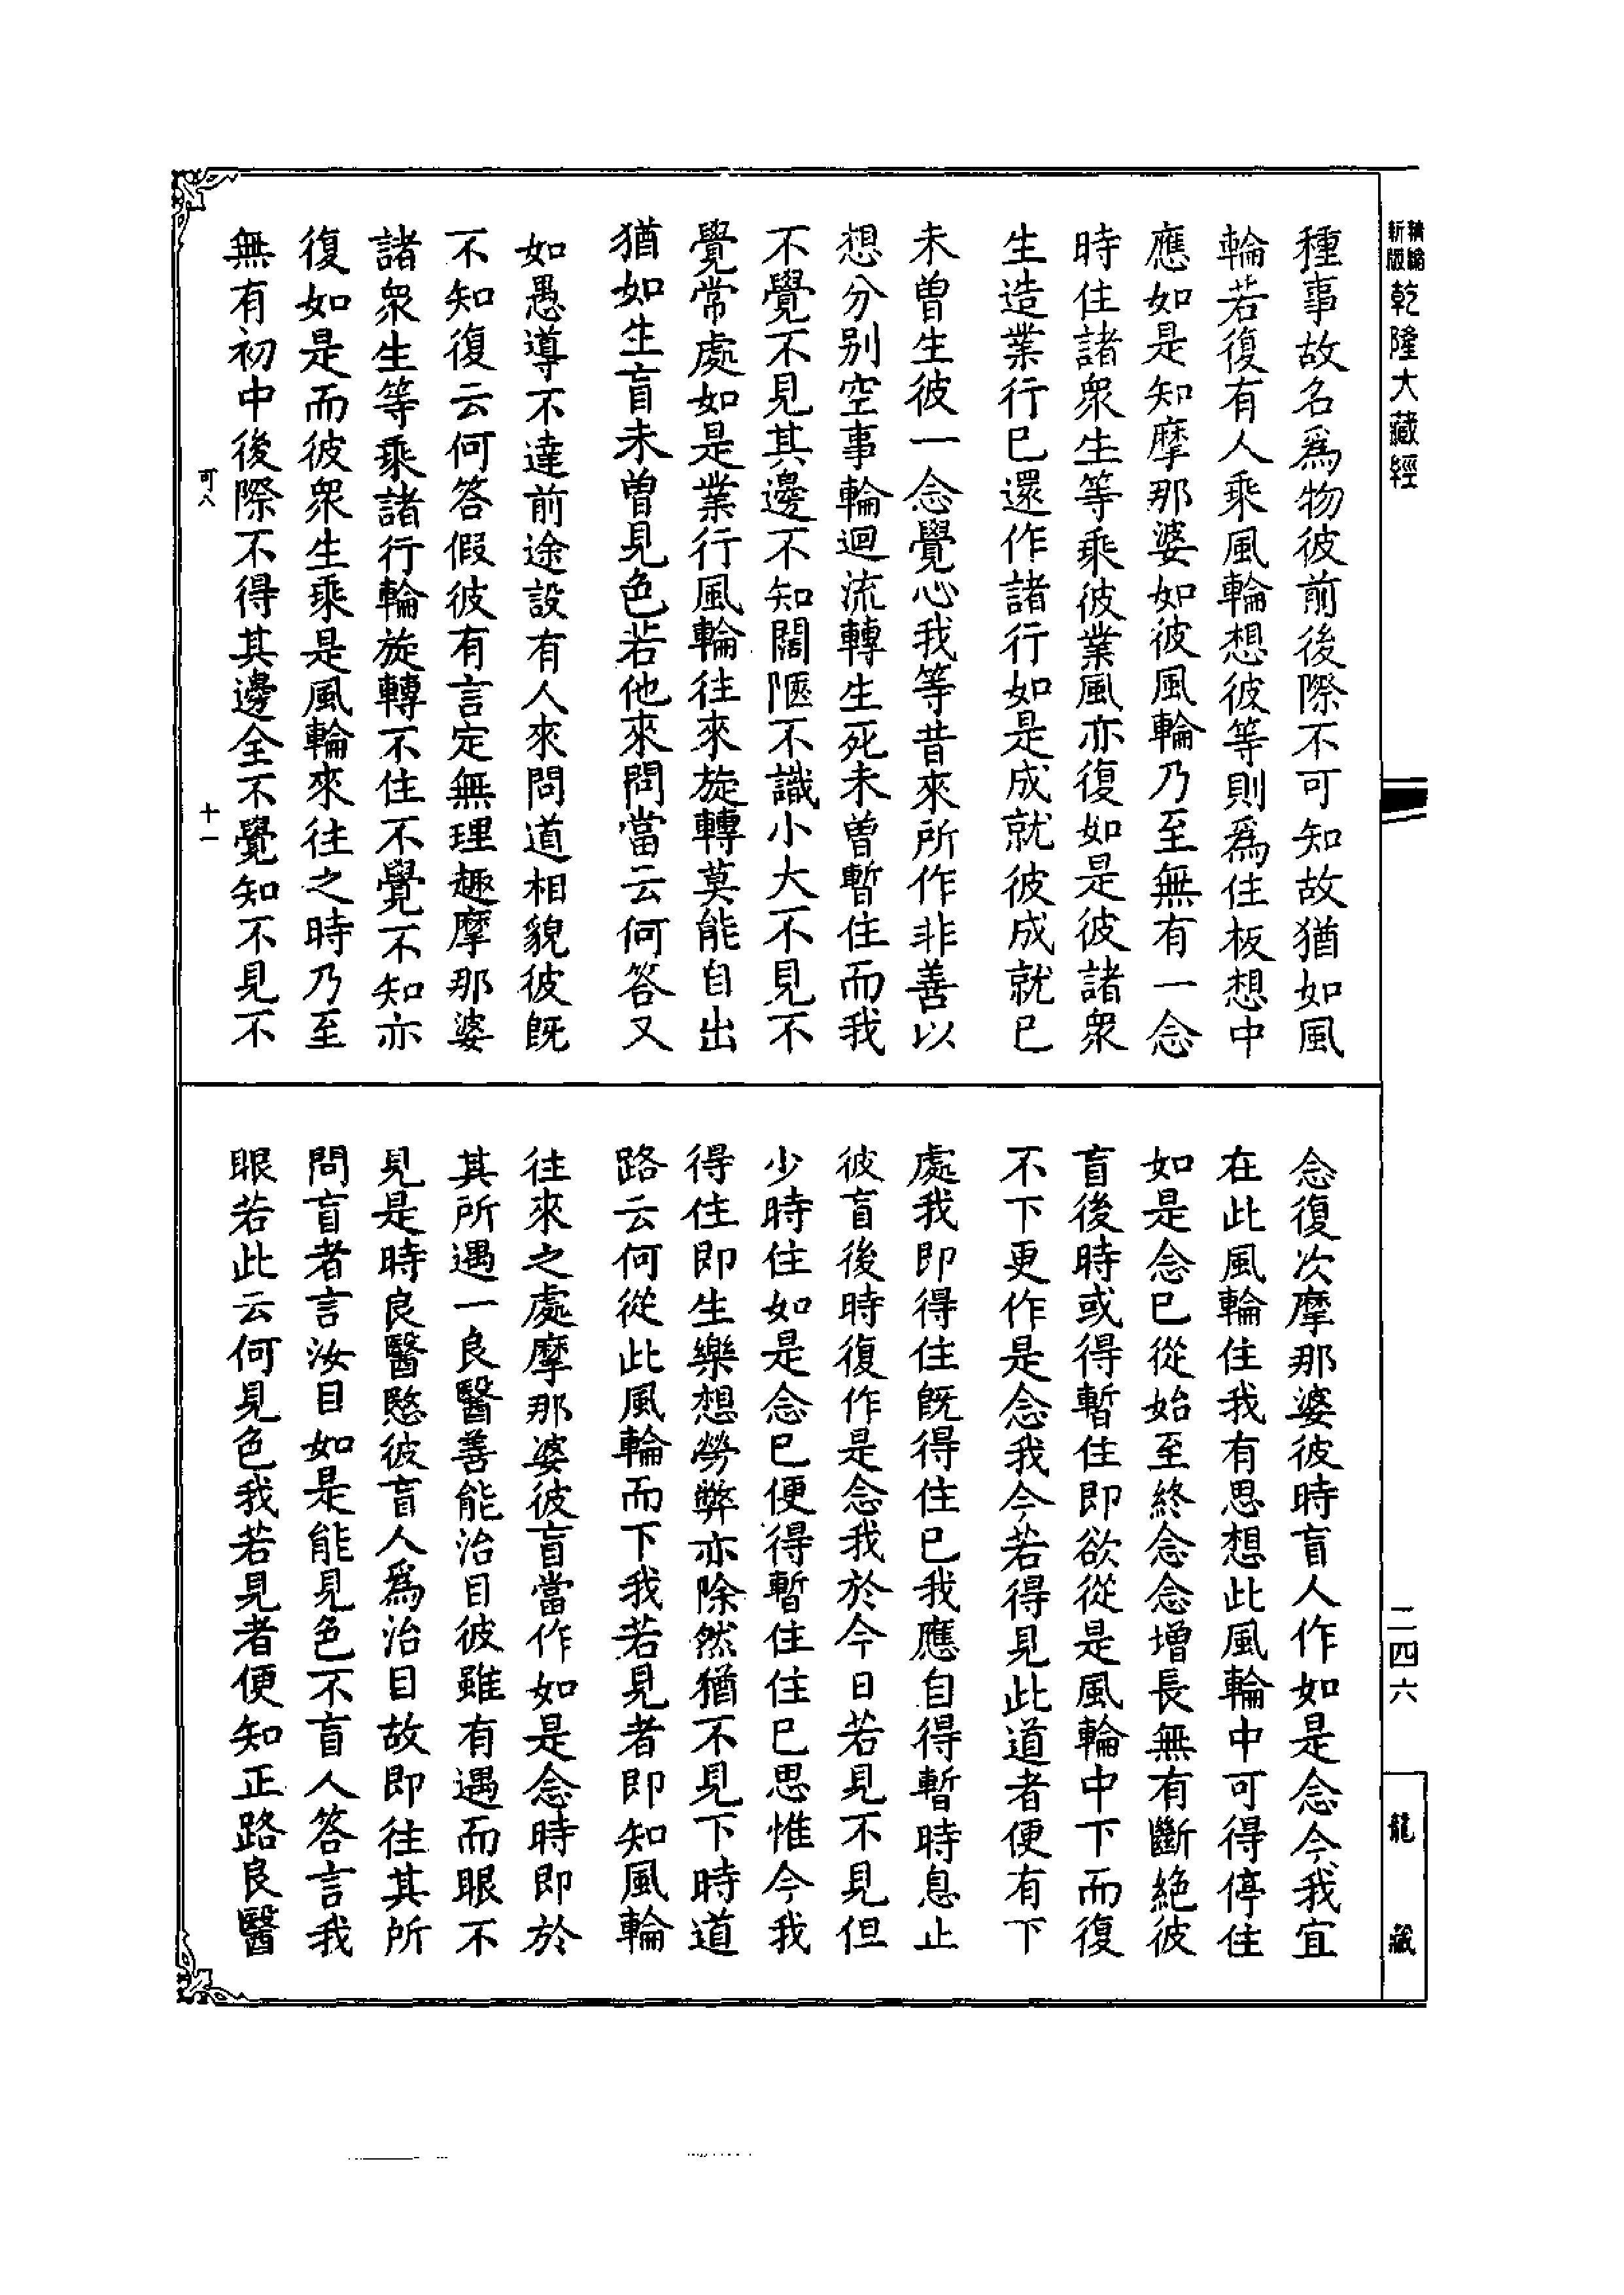 新版
乾隆大藏經
種事故名爲物彼前後際不可知故猶如風
輪若復有人乘風輪想彼等則爲住板想中
應如是知摩那婆如彼風輪乃至無有一念
時住諸衆生等乘彼業風亦復如是彼諸衆
生造業行已還作諸行如是成就彼成就已
未曾生彼一念覺心我等昔來所作非善以
想分別空事輪迴流轉生死未曾暫住而我
不覺不見其邊不知闊陿不識小大不見不
覺常處如是業行風輪往來旋轉莫能自出
猶如生盲未曾見色若他來問當云何答又
如愚導不達前途設有人來問道相貌彼旣
不知復云何答假彼有言定無理趣摩那婆
諸衆生等乘諸行輪旋轉不住不覺不知亦
復如是而彼衆生乘是風輪來往之時乃至
無有初中後際不得其邊全不覺知不見不
可八
十一
念復次摩那婆彼時盲人作如是念今我宜
在此風輪住我有思想此風輪中可得停住
如是念已從始至終念念增長無有斷絕彼
盲後時或得暫住即欲從是風輪中下而復
不下更作是念我今若得見此道者便有下
處我即得住旣得住已我應自得暫時息止
彼盲後時復作是念我於今日若見不見但
少時住如是念已便得暫住住已思惟今我
得住即生樂想勞弊亦除然猶不見下時道
路云何從此風輪而下我若見者即知風輪
往來之處摩那婆彼盲當作如是念時即於
其所遇一良醫善能治目彼雖有遇而眼不
見是時良醫愍彼盲人爲治目故即往其所
問盲者言汝目如是能見色不盲人答言我
眼若此云何見色我若見者便知正路良醫
二四六
龍藏